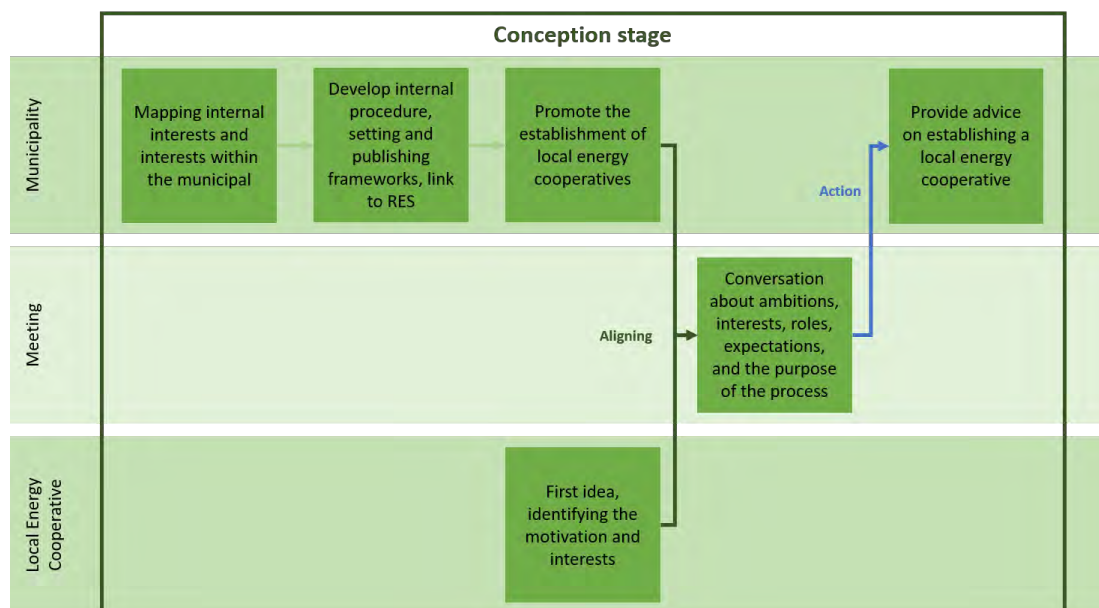 Conception stage
Municipality
Mapping internal
interests and
interests within
the municipal
Develop internal
procedure,
setting and
publishing
frameworks, link
to RES
Promote the
establishment of
local energy
cooperatives
Provide advice
on establishing a
local energy
cooperative
Action
Meeting
Aligning
Conversation
about ambitions,
interests, roles,
expectations,
and the purpose
of the process
Local Energy
Cooperative
First idea,
identifying the
motivation and
interests